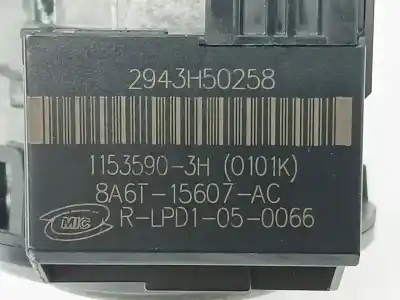 2943H50258
1153590-3H (0101K)
8A6T-15607-AC
MIC R-LPD1-05-0066